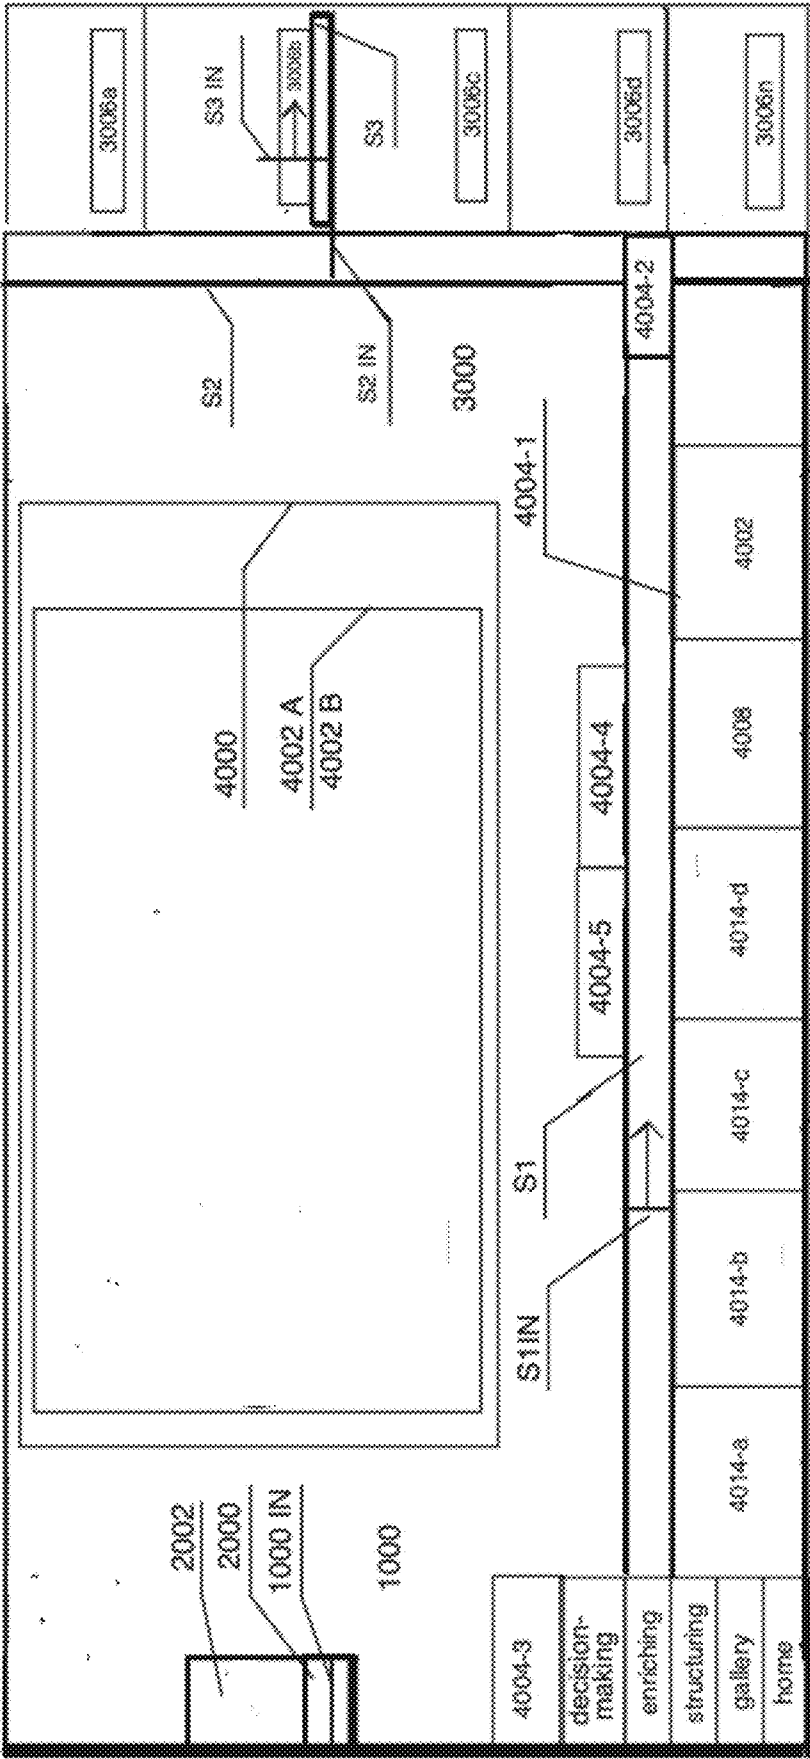 3006a
2002
S2
S3 IN
2000
4000
1000 IN
4002 A
4002 B
3006b
S2 IN
S3
1000
3000
3006c
4004-3
S1IN
S1
4004-1
decision-
making
4004-5
4004-4
3006d
enriching
4004-2
structuring
gallery
home
4014-a
4014-b
4014-c
4014-d
4008
4002
3006n